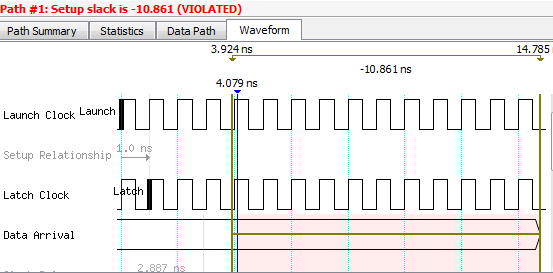 Path #1: Setup slack is -10.861 (VIOLATED)
Path Summary Statistics Data Path Waveform
3.924 ns 14.785 ns
-10.861 ns
4.079 ns
Launch Clock Launch
Setup Relationship 1.0 ns
Latch Clock Latch
Data Arrival
2.887 ns